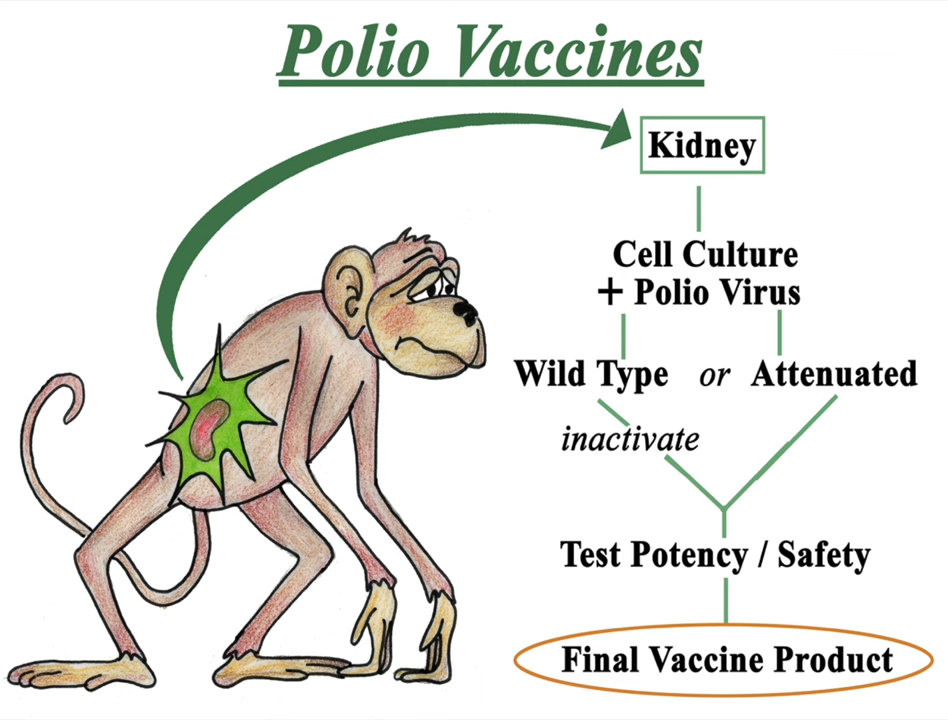 Polio Vaccines
Kidney
Cell Culture
+ Polio Virus
Wild Type or Attenuated
inactivate
Test Potency / Safety
Final Vaccine Product